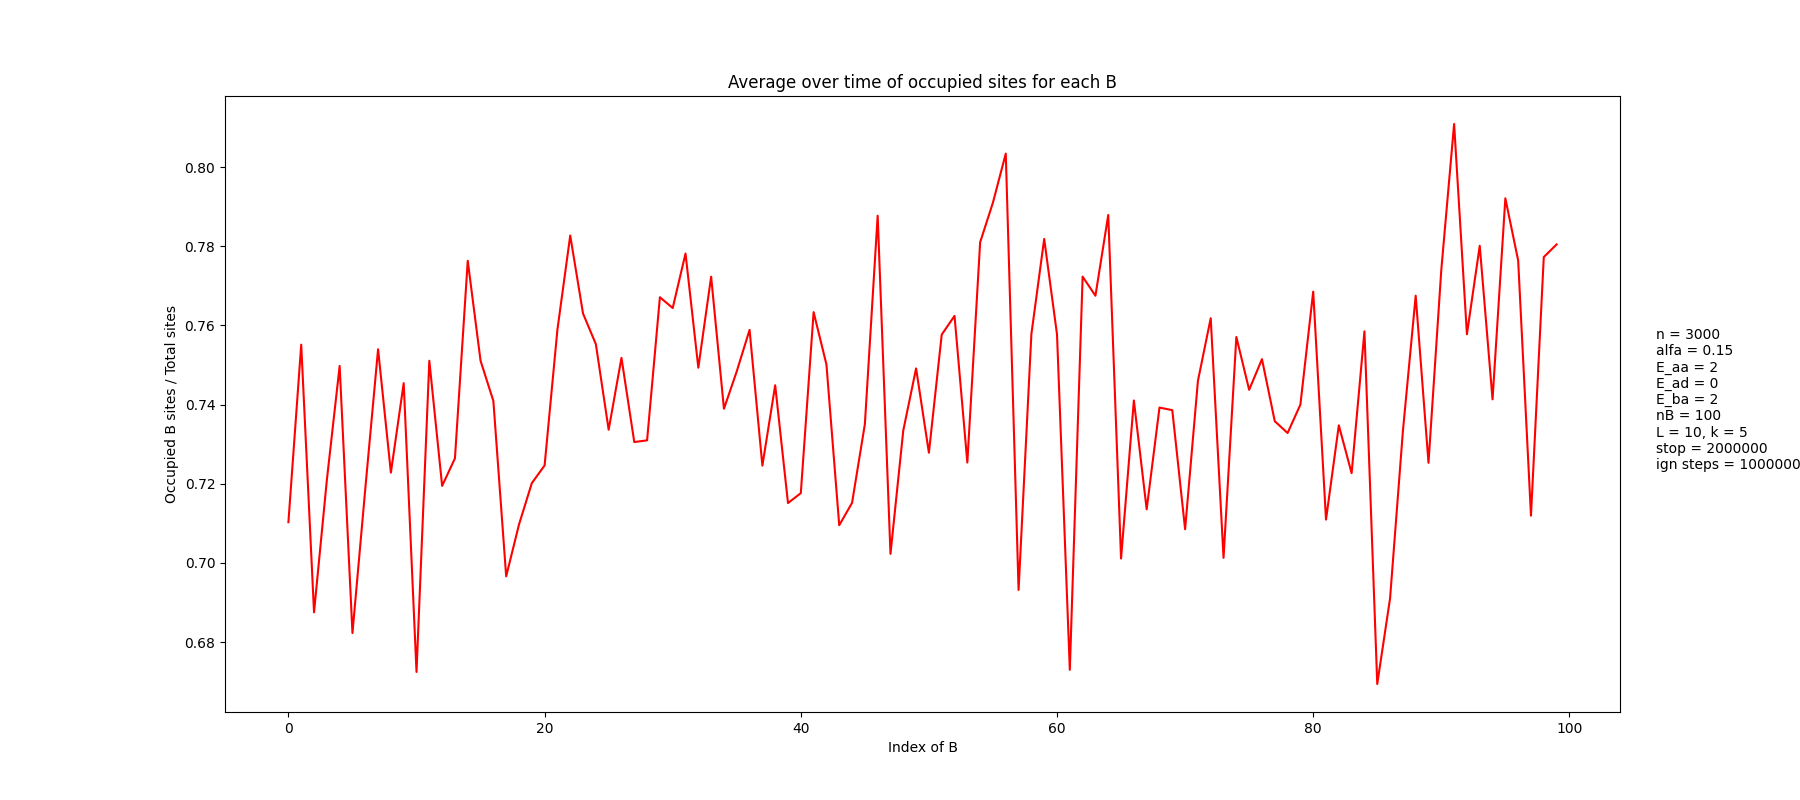 Average over time of occupied sites for each B
Occupied B sites / Total sites
0.80
0.78
0.76
0.74
0.72
0.70
0.68
0 20 40 60 80 100
Index of B
n = 3000
alfa = 0.15
E_aa = 2
E_ad = 0
E_ba = 2
nB = 100
L = 10, k = 5
stop = 2000000
ign steps = 1000000